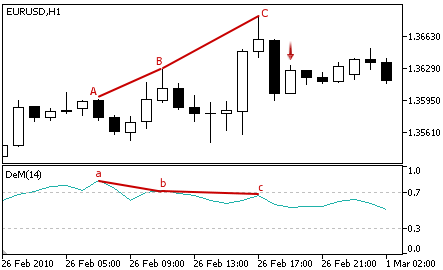 EURUSD,H1
C
B
A
1.36630
1.36290
1.35950
1.35610
DeM(14)
a
b
c
1.0
0.7
0.3
0.0
26 Feb 2010 26 Feb 05:00 26 Feb 09:00 26 Feb 13:00 26 Feb 17:00 26 Feb 21:00 1 Mar 02:00